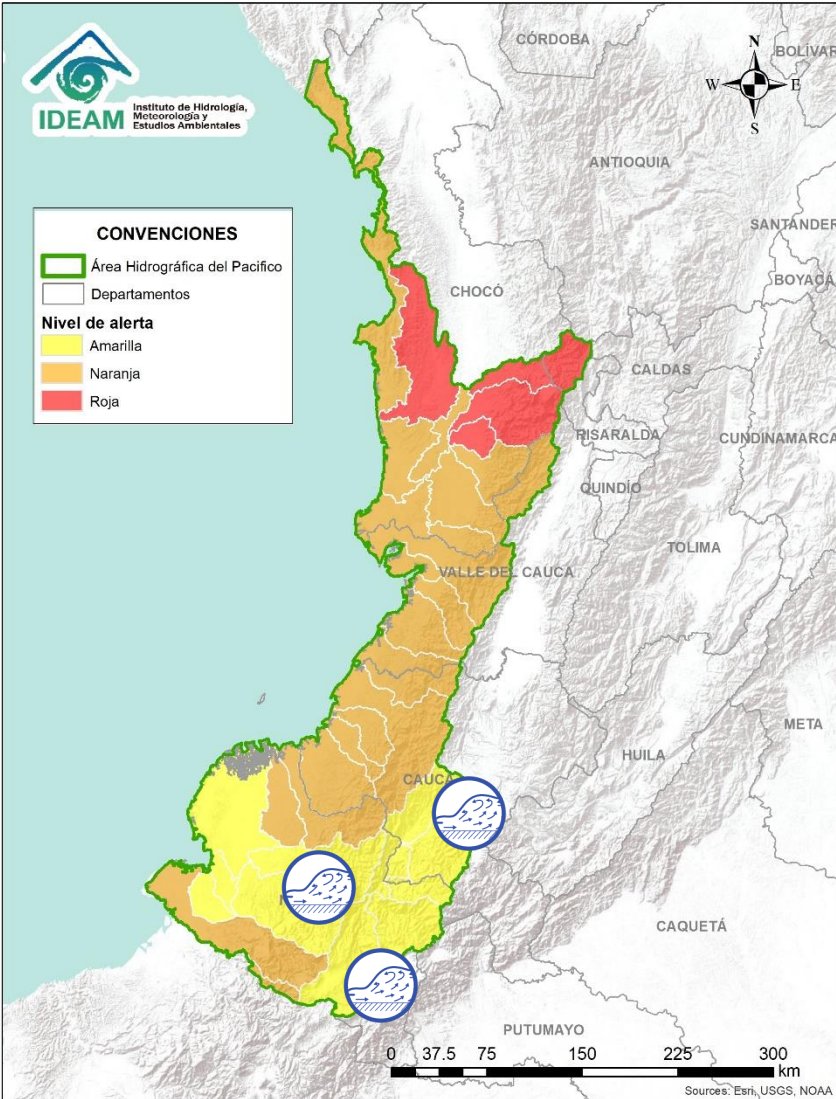 IDEAM
Instituto de Hidrología,
Meteorología y
Estudios Ambientales
CÓRDOBA
BOLÍVAR
N
W
E
S
ANTIOQUIA
SANTANDER
BOYACÁ
CONVENCIONES
Área Hidrográfica del Pacifico
Departamentos
Nivel de alerta
Amarilla
Naranja
Roja
CHOCÓ
CALDAS
RISARALDA
CUNDINAMARCA
QUINDÍO
TOLIMA
VALLE DEL CAUCA
META
HUILA
CAUCA
CAQUETÁ
PUTUMAYO
0 37.5 75 150 225 300
km
Sources: Esri, USGS, NOAA